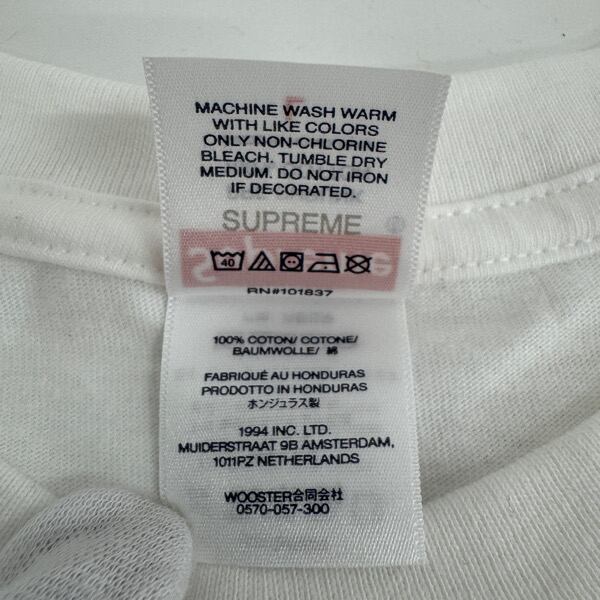 MACHINE WASH WARM
WITH LIKE COLORS
ONLY NON-CHLORINE
BLEACH. TUMBLE DRY
MEDIUM. DO NOT IRON
IF DECORATED.
SUPREME
40
RN#101837
100% COTON/ COTONE/
BAUMWOLLE/ 綿
FABRIQUÉ AU HONDURAS
PRODOTTO IN HONDURAS
ホンジュラス製
1994 INC. LTD.
MUIDERSTRAAT 9B AMSTERDAM,
1011PZ NETHERLANDS
WOOSTER合同会社
0570-057-300